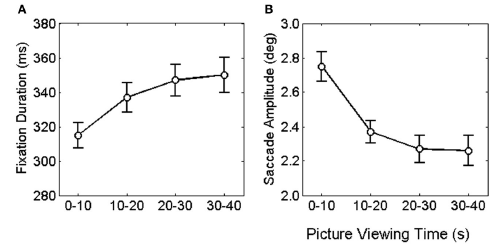 A
Fixation Duration (ms)
380
360
340
320
300
280
0-10 10-20 20-30 30-40
B
Saccade Amplitude (deg)
3.0
2.8
2.6
2.4
2.2
2.0
0-10 10-20 20-30 30-40
Picture Viewing Time (s)